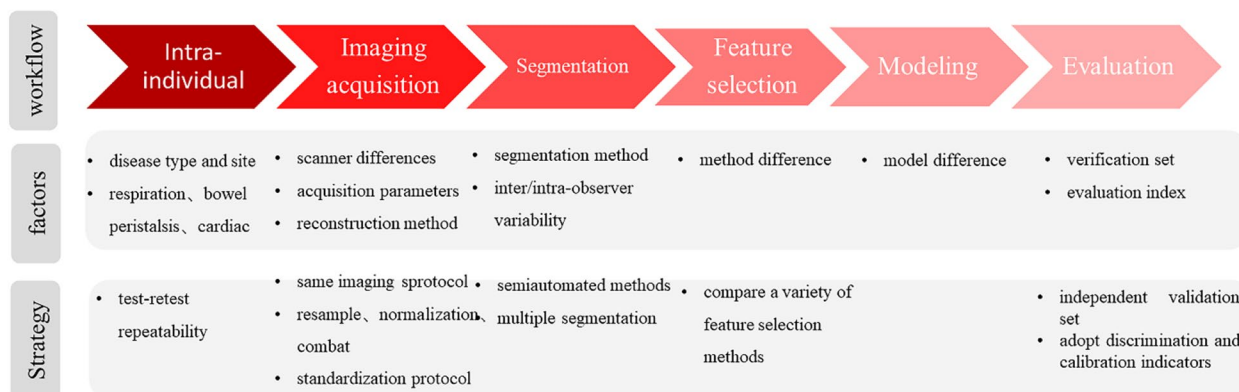 workflow
Intra-
individual
Imaging
acquisition
Segmentation
Feature
selection
Modeling
Evaluation
factors
• disease type and site
• respiration、bowel
peristalsis、cardiac
• scanner differences
• acquisition parameters
• reconstruction method
• segmentation method
• inter/intra-observer
variability
• method difference
• model difference
• verification set
• evaluation index
Strategy
• test-retest
repeatability
• same imaging sprotocol
• resample、normalization、
combat
• standardization protocol
• semiautomated methods
• multiple segmentation
• compare a variety of
feature selection
methods
• independent validation
set
• adopt discrimination and
calibration indicators